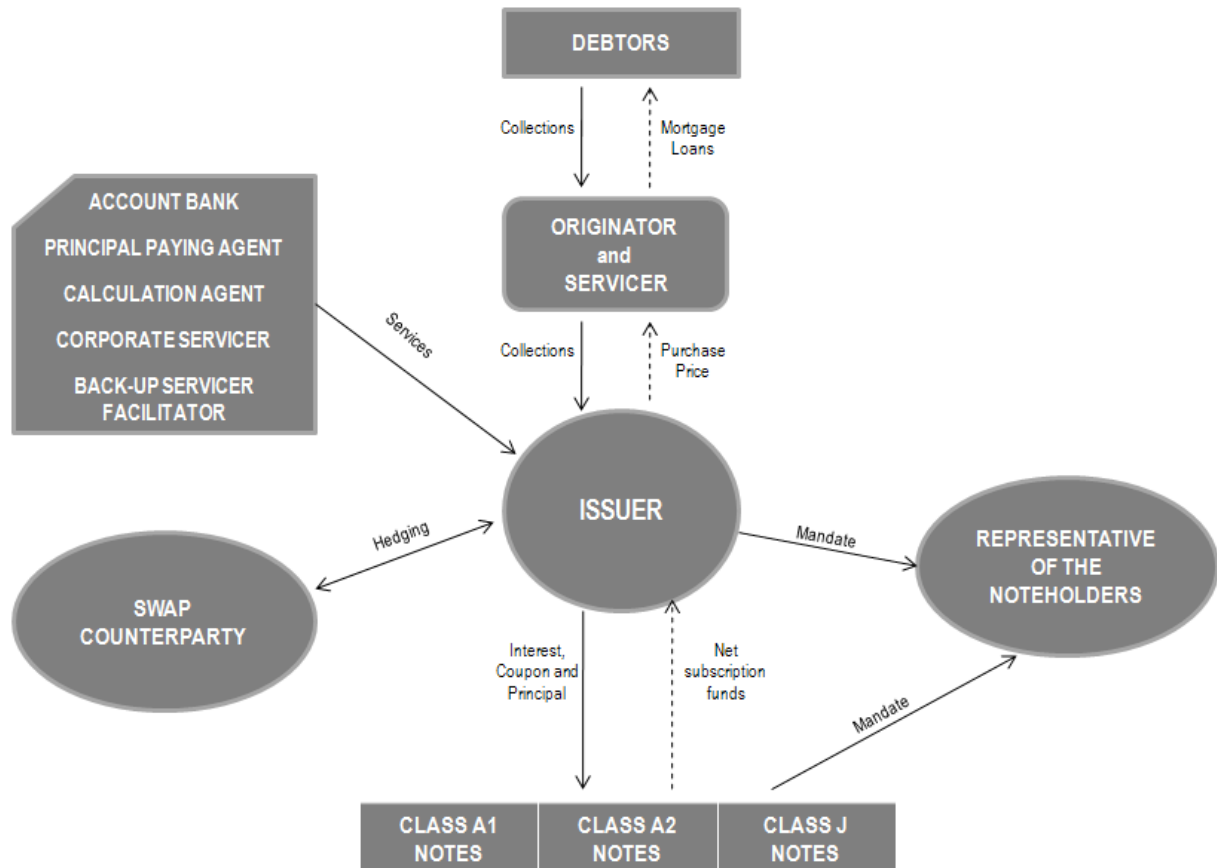 DEBTORS
Collections
Mortgage
Loans
ACCOUNT BANK
PRINCIPAL PAYING AGENT
CALCULATION AGENT
CORPORATE SERVICER
BACK-UP SERVICER
FACILITATOR
ORIGINATOR
and
SERVICER
Services
Collections
Purchase
Price
ISSUER
Hedging
Mandate
REPRESENTATIVE
OF THE
NOTEHOLDERS
SWAP
COUNTERPARTY
Interest,
Coupon and
Principal
Net
subscription
funds
Mandate
CLASS A1
NOTES
CLASS A2
NOTES
CLASS J
NOTES